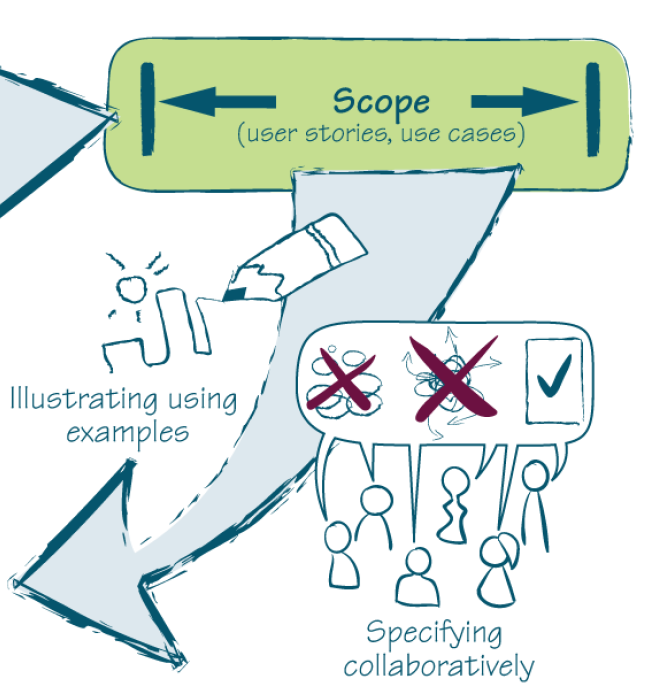 Scope
(user stories, use cases)
Illustrating using
examples
Specifying
collaboratively